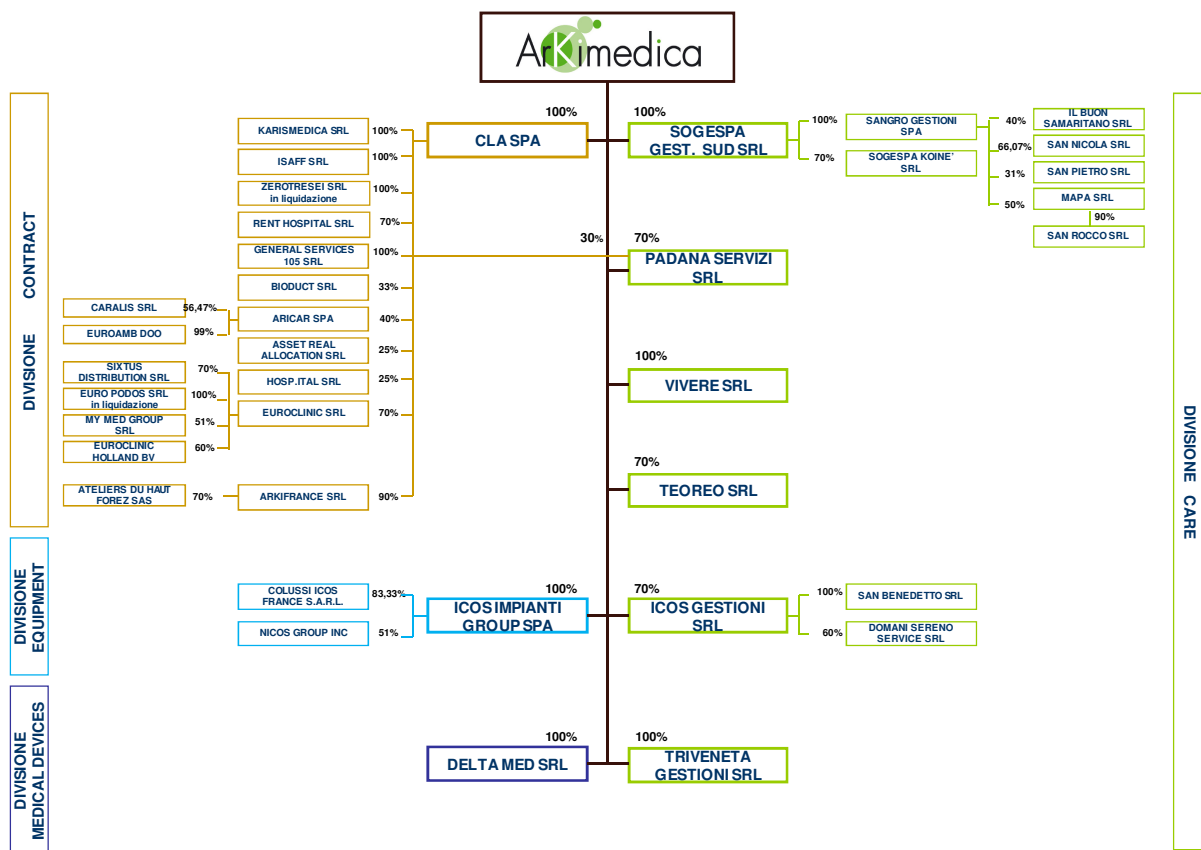 ArKimedica
DIVISIONE CONTRACT
DIVISIONE
EQUIPMENT
DIVISIONE
MEDICAL DEVICES
DIVISIONE CARE
100%
CLA SPA
KARISMEDICA SRL
100%
ISAFF SRL
100%
ZEROTRESEI SRL
in liquidazione
100%
RENT HOSPITAL SRL
70%
GENERAL SERVICES
105 SRL
100%
BIODUCT SRL
33%
CARALIS SRL
56,47%
EUROAMB DOO
99%
ARICAR SPA
40%
ASSET REAL
ALLOCATION SRL
25%
HOSP.ITAL SRL
25%
SIXTUS
DISTRIBUTION SRL
70%
EURO PODOS SRL
in liquidazione
100%
MY MED GROUP
SRL
51%
EUROCLINIC
HOLLAND BV
60%
EUROCLINIC SRL
70%
ATELIERS DU HAUT
FOREZ SAS
70%
ARKIFRANCE SRL
90%
100%
SOGESPA
GEST. SUD SRL
100%
SANGRO GESTIONI
SPA
70%
SOGESPA KOINE'
SRL
40%
IL BUON
SAMARITANO SRL
66,07%
SAN NICOLA SRL
31%
SAN PIETRO SRL
50%
MAPA SRL
90%
SAN ROCCO SRL
30%
70%
PADANA SERVIZI
SRL
100%
VIVERE SRL
70%
TEOREO SRL
COLUSSI ICOS
FRANCE S.A.R.L.
83,33%
NICOS GROUP INC
51%
100%
ICOS IMPIANTI
GROUP SPA
70%
ICOS GESTIONI
SRL
100%
SAN BENEDETTO SRL
60%
DOMANI SERENO
SERVICE SRL
100%
DELTA MED SRL
100%
TRIVENETA
GESTIONI SRL